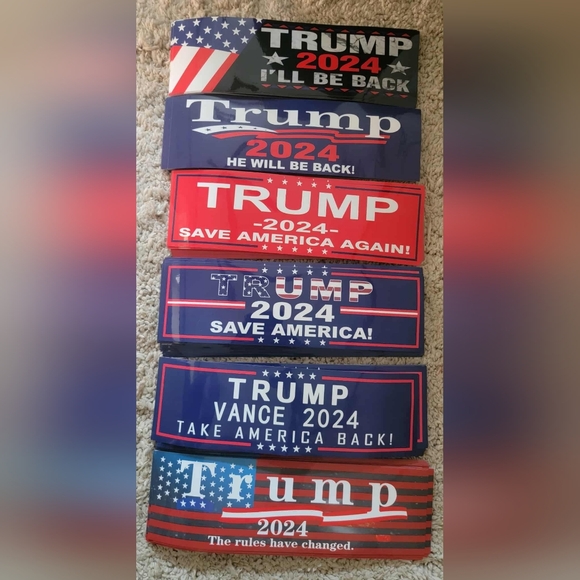 TRUMP
2024
I'LL BE BACK
Trump
2024
HE WILL BE BACK!
TRUMP
-2024-
SAVE AMERICA AGAIN!
TRUMP
2024
SAVE AMERICA!
TRUMP
VANCE 2024
TAKE AMERICA BACK!
Trump
2024
The rules have changed.